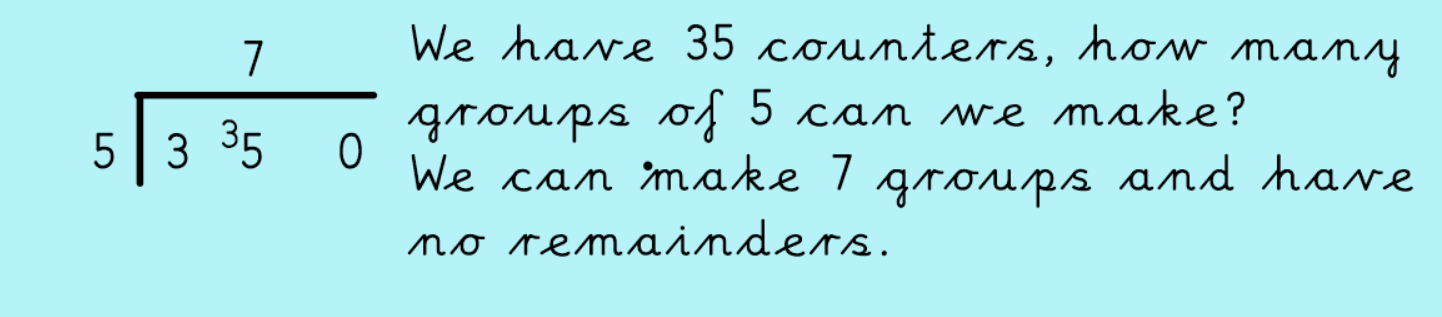 7
5 3 ³5 0
We have 35 counters, how many
groups of 5 can we make?
We can make 7 groups and have
no remainders.